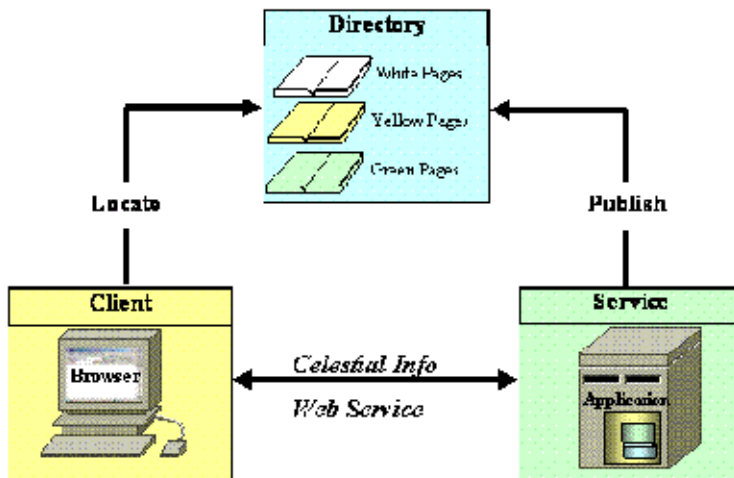 Directory
White Pages
Yellow Pages
Green Pages
Locate
Publish
Client
Service
Browser
Celestial Info
Application
Web Service